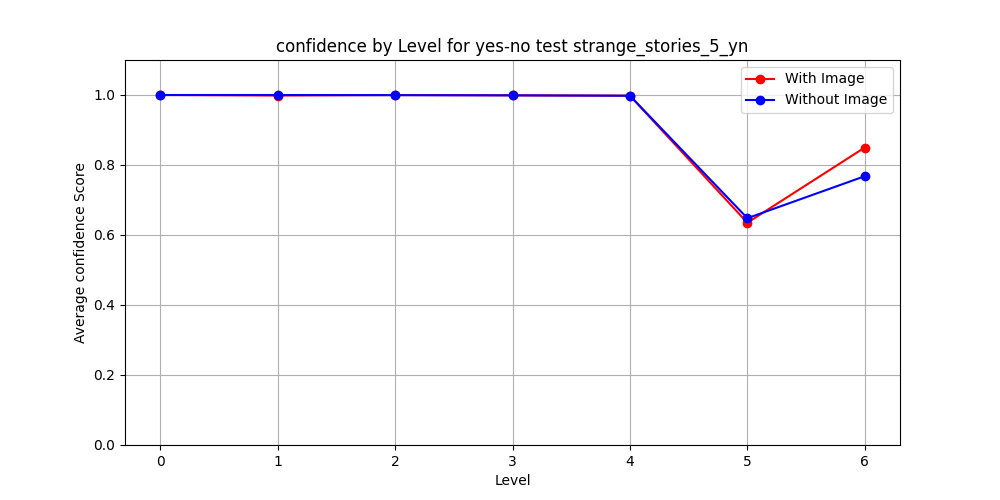 confidence by Level for yes-no test strange_stories_5_yn
With Image
Without Image
Average confidence Score
1.0
0.8
0.6
0.4
0.2
0.0
0 1 2 3 4 5 6
Level